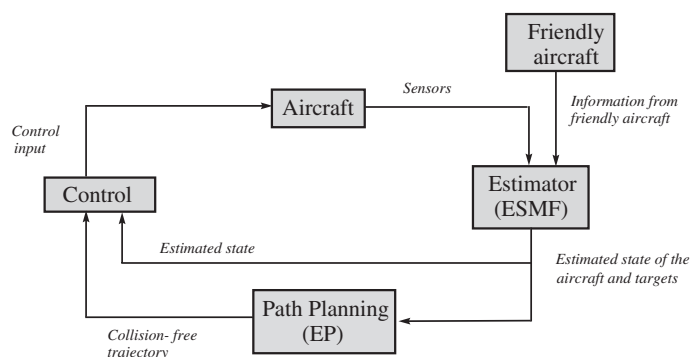 Friendly
aircraft
Sensors
Aircraft
Information from
friendly aircraft
Control
input
Estimator
(ESMF)
Control
Estimated state
Estimated state of the
aircraft and targets
Path Planning
(EP)
Collision- free
trajectory